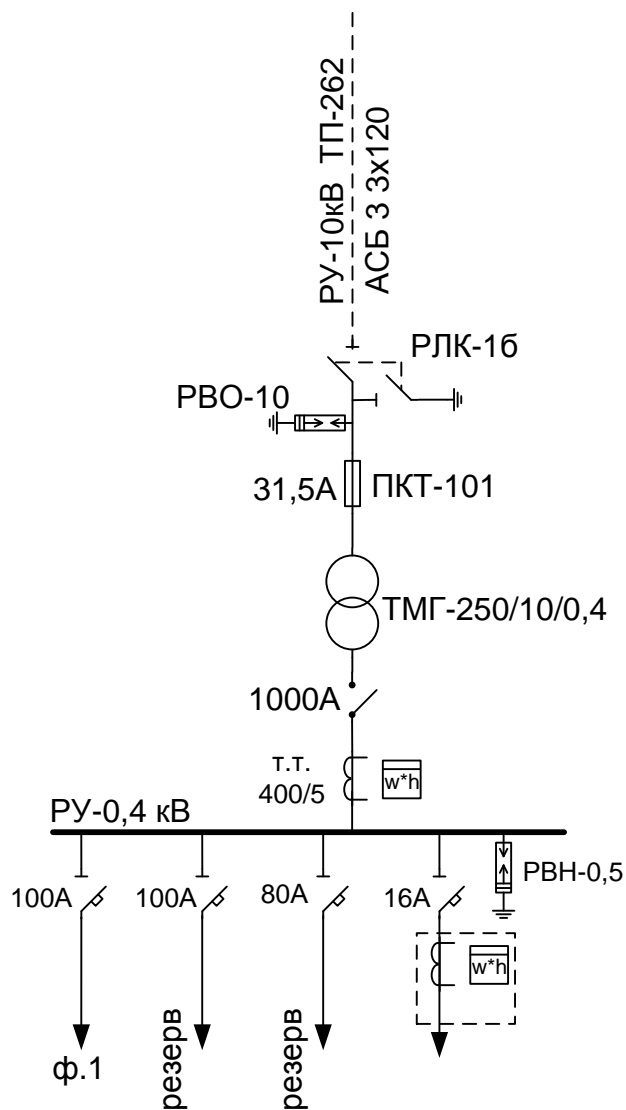 РУ-10кВ ТП-262
АСБ 3 3х120
РЛК-1б
РВО-10
31,5А
ПКТ-101
ТМГ-250/10/0,4
1000А
т.т.
400/5
w*h
РУ-0,4 кВ
100А
100А
80А
16А
РВН-0,5
w*h
ф.1
резерв
резерв